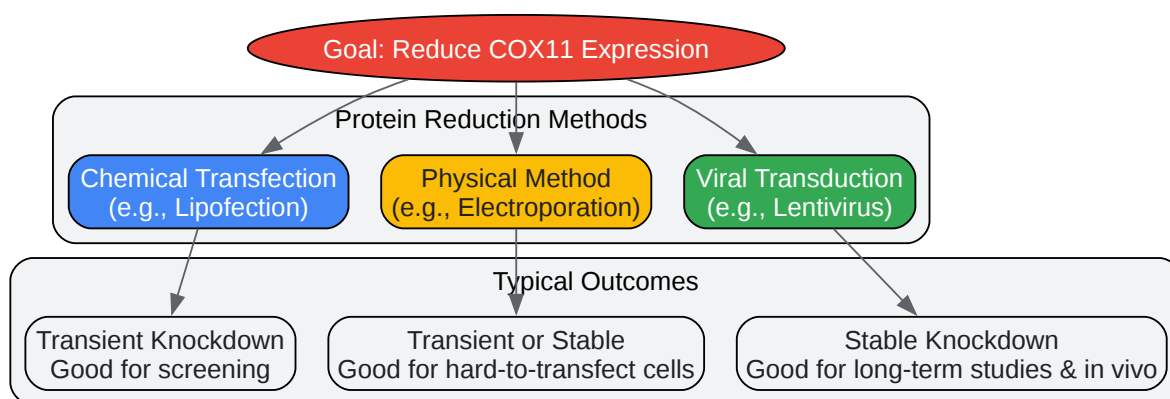 Goal: Reduce COX11 Expression
Protein Reduction Methods
Chemical Transfection
(e.g., Lipofection)
Physical Method
(e.g., Electroporation)
Viral Transduction
(e.g., Lentivirus)
Typical Outcomes
Transient Knockdown
Good for screening
Transient or Stable
Good for hard-to-transfect cells
Stable Knockdown
Good for long-term studies & in vivo